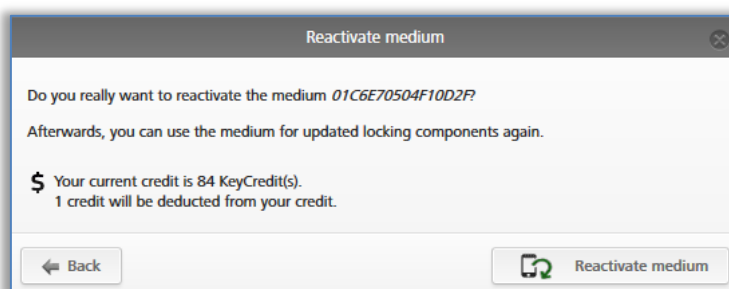 Reactivate medium
Do you really want to reactivate the medium 01C6E70504F10D2F?
Afterwards, you can use the medium for updated locking components again.
$ Your current credit is 84 KeyCredit(s).
1 credit will be deducted from your credit.
Back
Reactivate medium